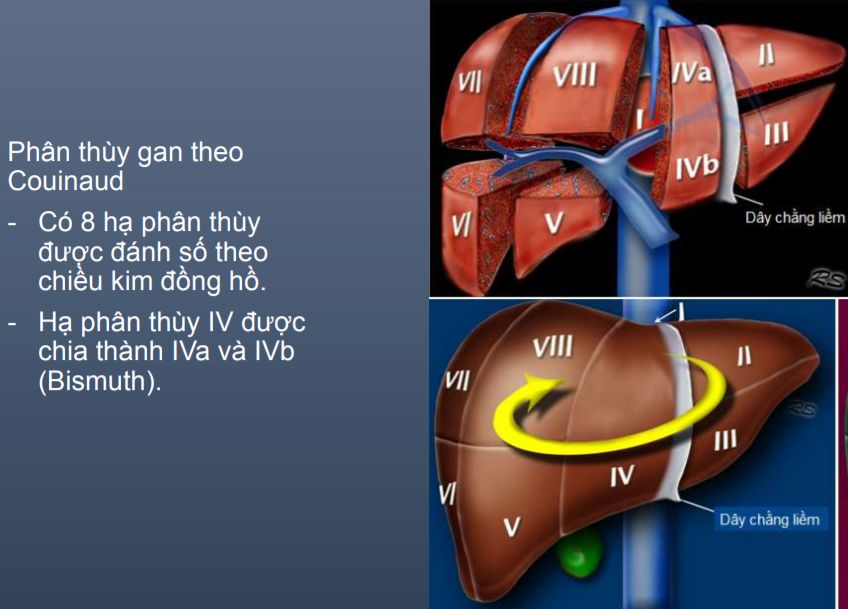 Phân thùy gan theo
Couinaud
- Có 8 hạ phân thùy
được đánh số theo
chiều kim đồng hồ.
- Hạ phân thùy IV được
chia thành IVa và IVb
(Bismuth).
VII
VIII
I
IVa
II
III
IVb
VI
V
Dây chằng liềm
RS
I
VIII
II
VII
RS
III
IV
VI
V
Dây chằng liềm